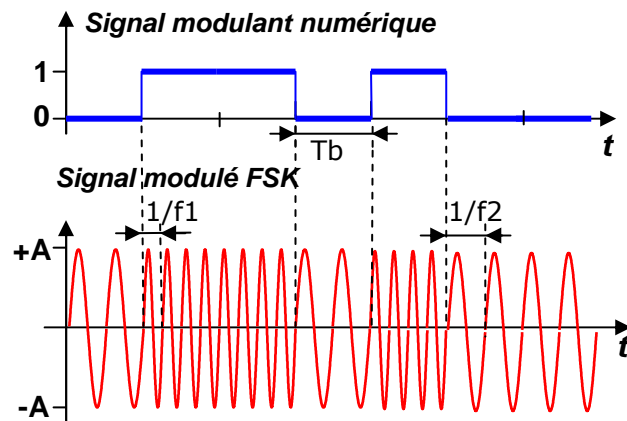 Signal modulant numérique
1
0
Tb
t
Signal modulé FSK
1/f1
1/f2
+A
t
-A